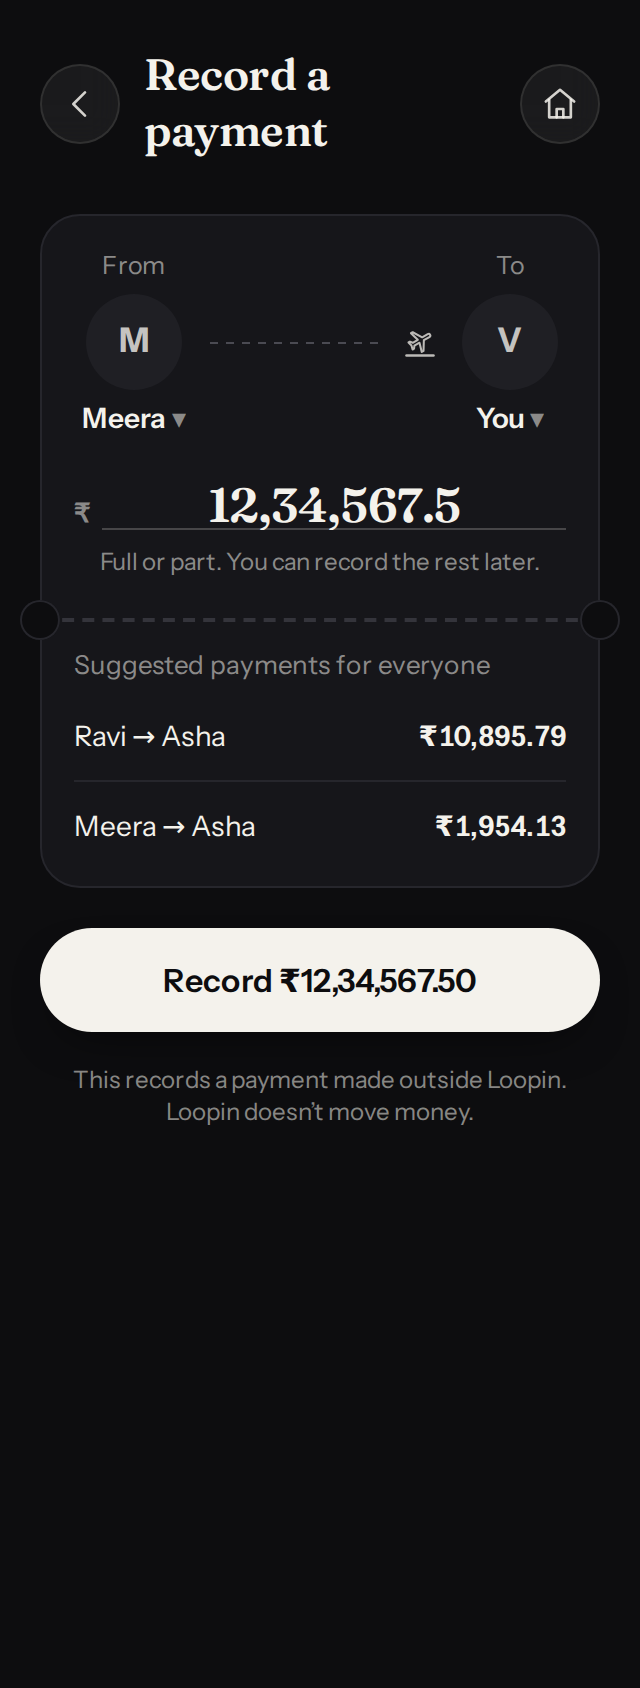 Record a
payment
From
To
M
V
Meera ▾
You ▾
₹ 12,34,567.5
Full or part. You can record the rest later.
Suggested payments for everyone
Ravi → Asha ₹10,895.79
Meera → Asha ₹1,954.13
Record ₹12,34,567.50
This records a payment made outside Loopin.
Loopin doesn’t move money.